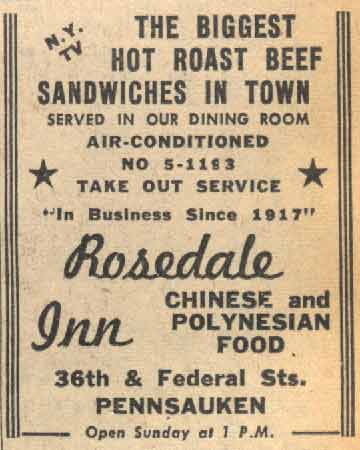 N.Y.
TV
THE BIGGEST
HOT ROAST BEEF
SANDWICHES IN TOWN
SERVED IN OUR DINING ROOM
AIR-CONDITIONED
NO 5-1193
TAKE OUT SERVICE
"In Business Since 1917"
Rosedale
Inn
CHINESE and
POLYNESIAN
FOOD
36th & Federal Sts.
PENNSAUKEN
Open Sunday at 1 P.M.